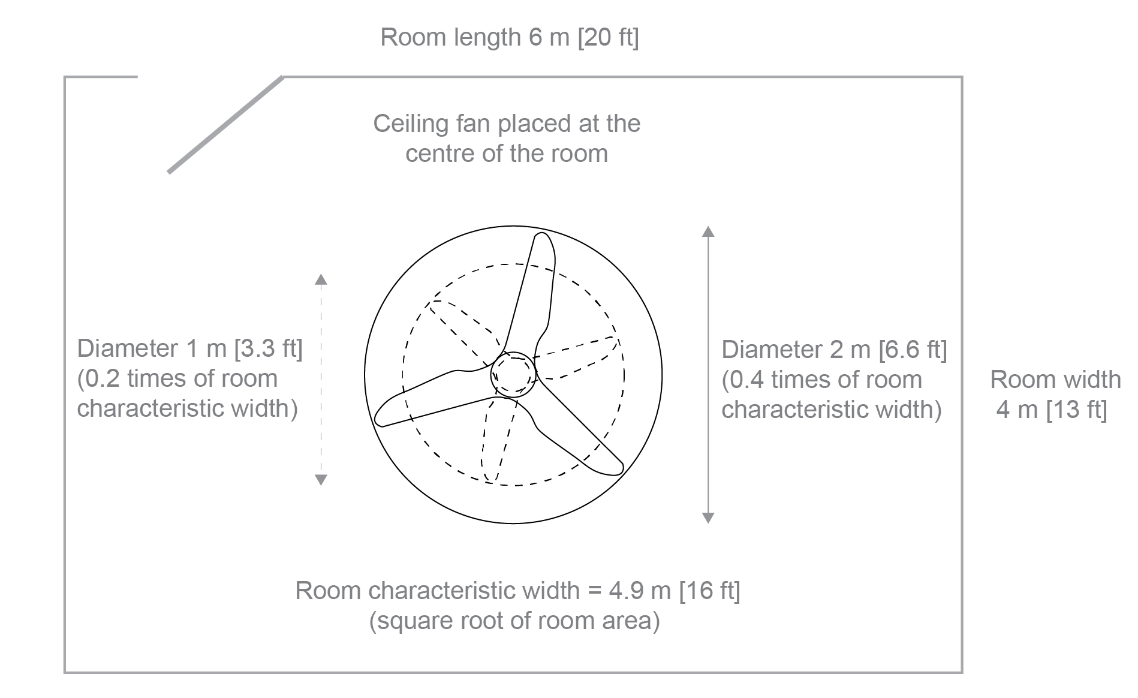 Room length 6 m [20 ft]
Ceiling fan placed at the
centre of the room
Diameter 1 m [3.3 ft]
(0.2 times of room
characteristic width)
Diameter 2 m [6.6 ft]
(0.4 times of room
characteristic width)
Room width
4 m [13 ft]
Room characteristic width = 4.9 m [16 ft]
(square root of room area)